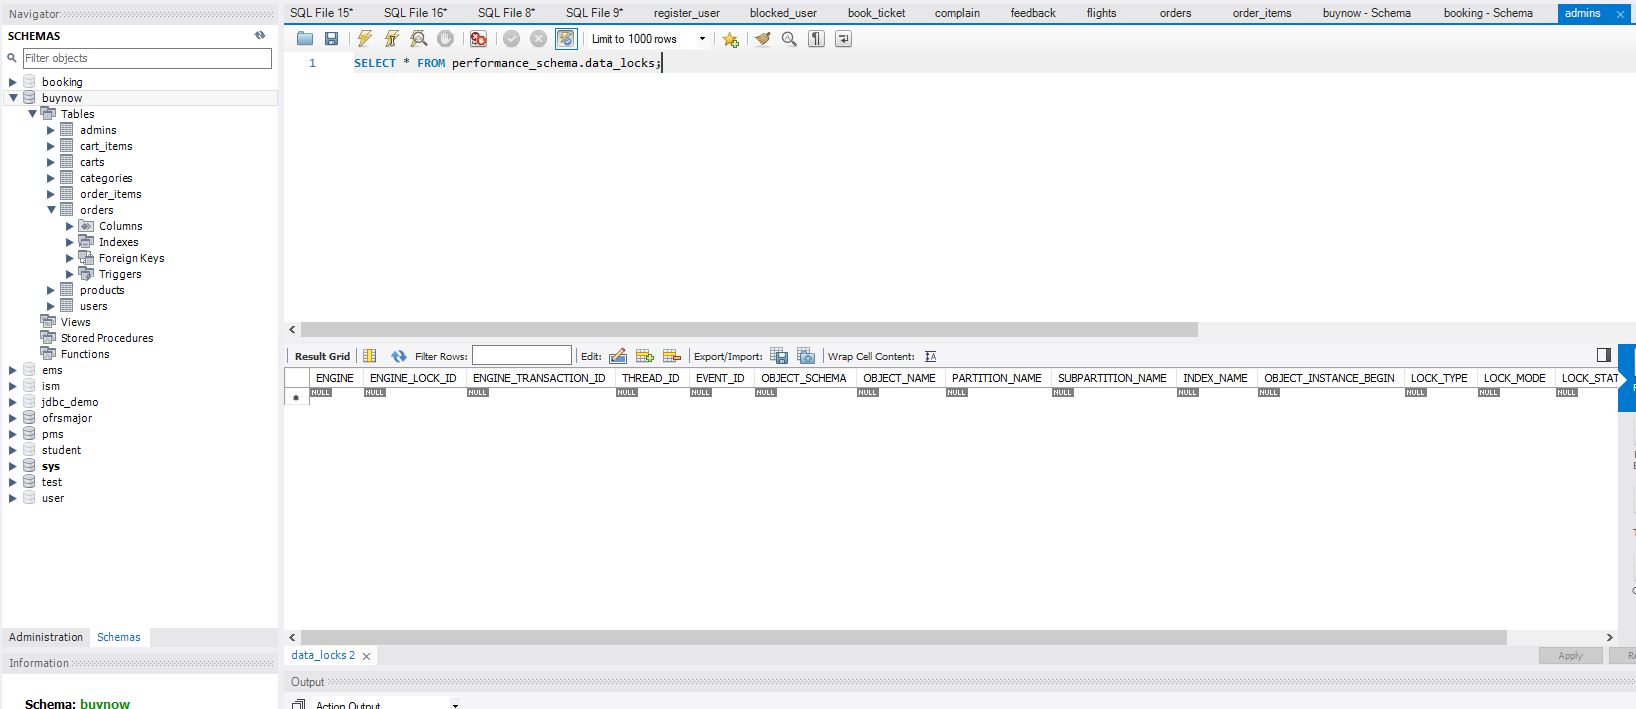 Navigator
SQL File 15* SQL File 16* SQL File 8* SQL File 9* register_user blocked_user book_ticket complain feedback flights orders order_items buynow - Schema booking - Schema admins
SCHEMAS
Limit to 1000 rows
Filter objects
1 SELECT * FROM performance_schema.data_locks;
booking
buynow
Tables
admins
cart_items
carts
categories
order_items
orders
Columns
Indexes
Foreign Keys
Triggers
products
users
Views
Stored Procedures
Functions
ems
ism
jdbc_demo
ofrsmajor
pms
student
sys
test
user
Result Grid Filter Rows: Edit: Export/Import: Wrap Cell Content:
ENGINE ENGINE_LOCK_ID ENGINE_TRANSACTION_ID THREAD_ID EVENT_ID OBJECT_SCHEMA OBJECT_NAME PARTITION_NAME SUBPARTITION_NAME INDEX_NAME OBJECT_INSTANCE_BEGIN LOCK_TYPE LOCK_MODE LOCK_STAT
NULL NULL NULL NULL NULL NULL NULL NULL NULL NULL NULL NULL NULL NULL
Administration Schemas
data_locks 2
Apply Re
Information
Output
Schema: buynow
Action Output